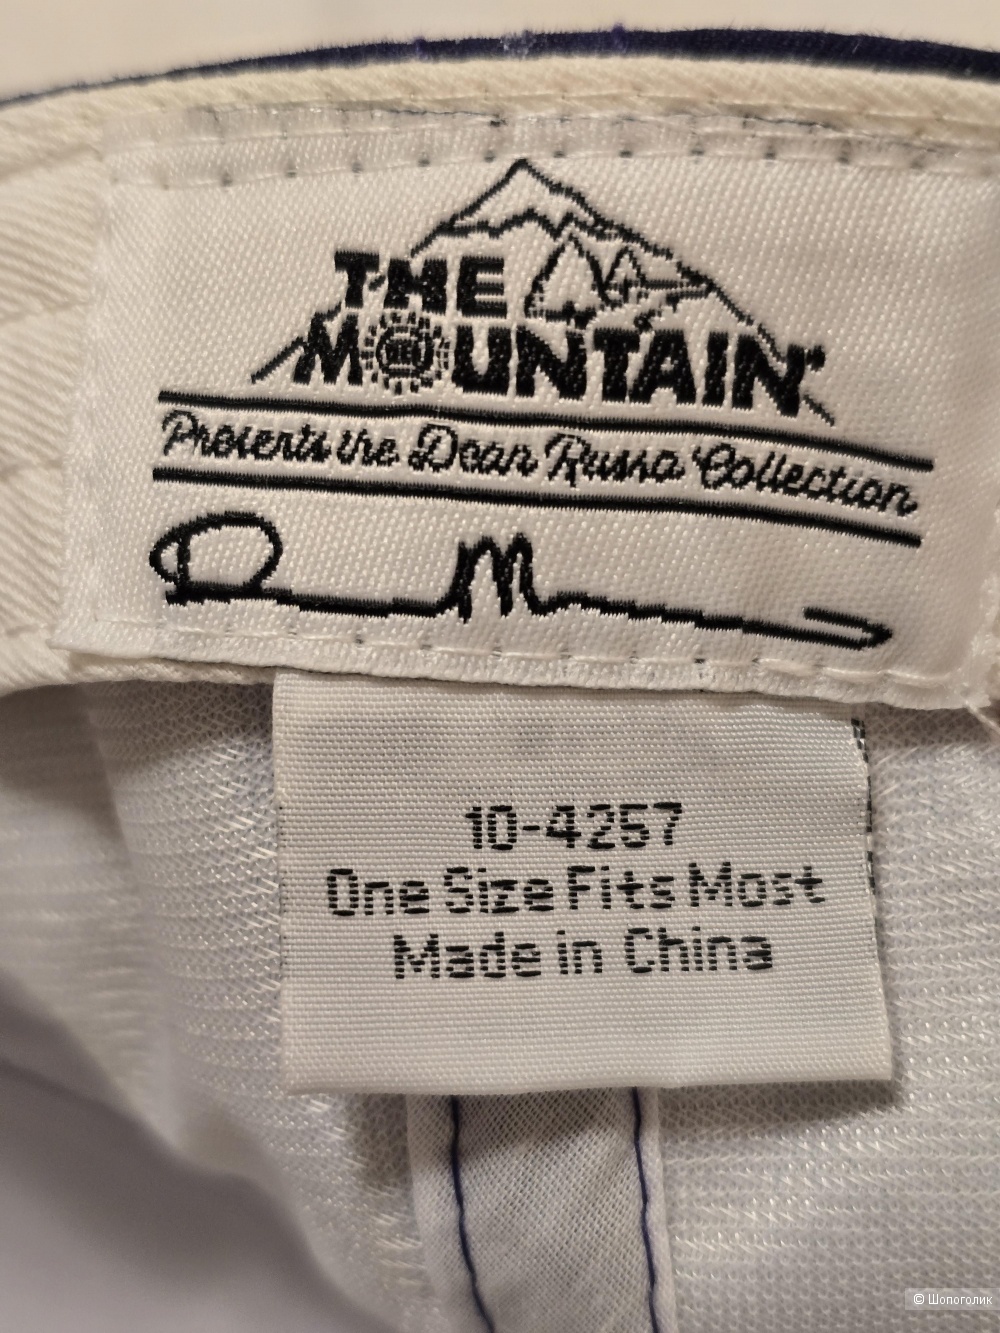 THE
MOUNTAIN
Presents the Dean Russo Collection
10-4257
One Size Fits Most
Made in China
© Шопоголик